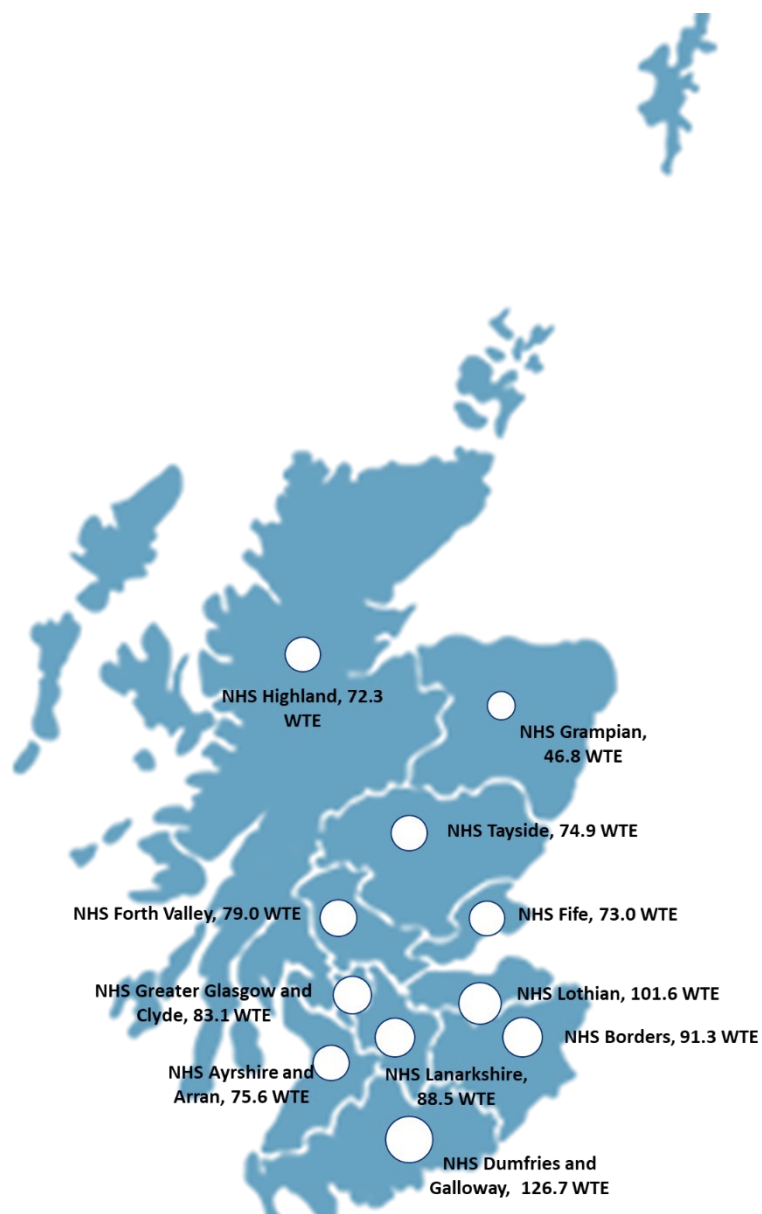 NHS Highland, 72.3
WTE
NHS Grampian,
46.8 WTE
NHS Tayside, 74.9 WTE
NHS Forth Valley, 79.0 WTE
NHS Fife, 73.0 WTE
NHS Greater Glasgow and
Clyde, 83.1 WTE
NHS Lothian, 101.6 WTE
NHS Borders, 91.3 WTE
NHS Ayrshire and
Arran, 75.6 WTE
NHS Lanarkshire,
88.5 WTE
NHS Dumfries and
Galloway,  126.7 WTE